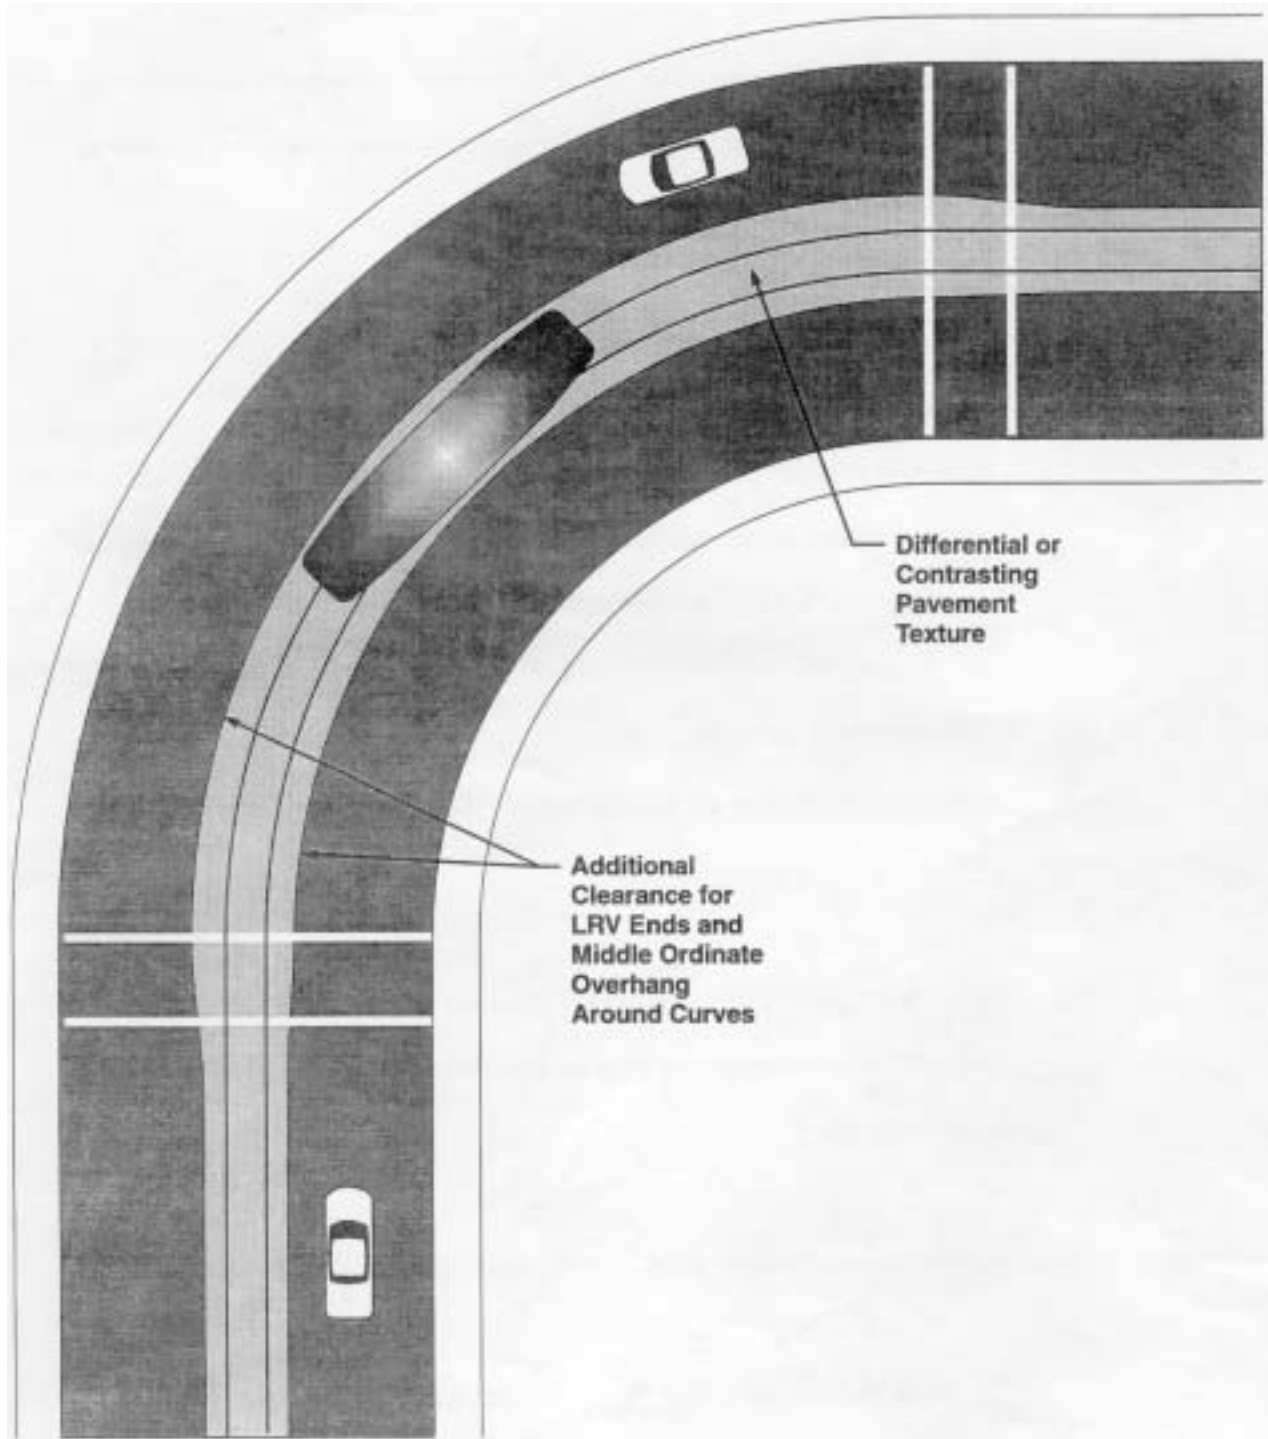 Differential or
Contrasting
Pavement
Texture
Additional
Clearance for
LRV Ends and
Middle Ordinate
Overhang
Around Curves